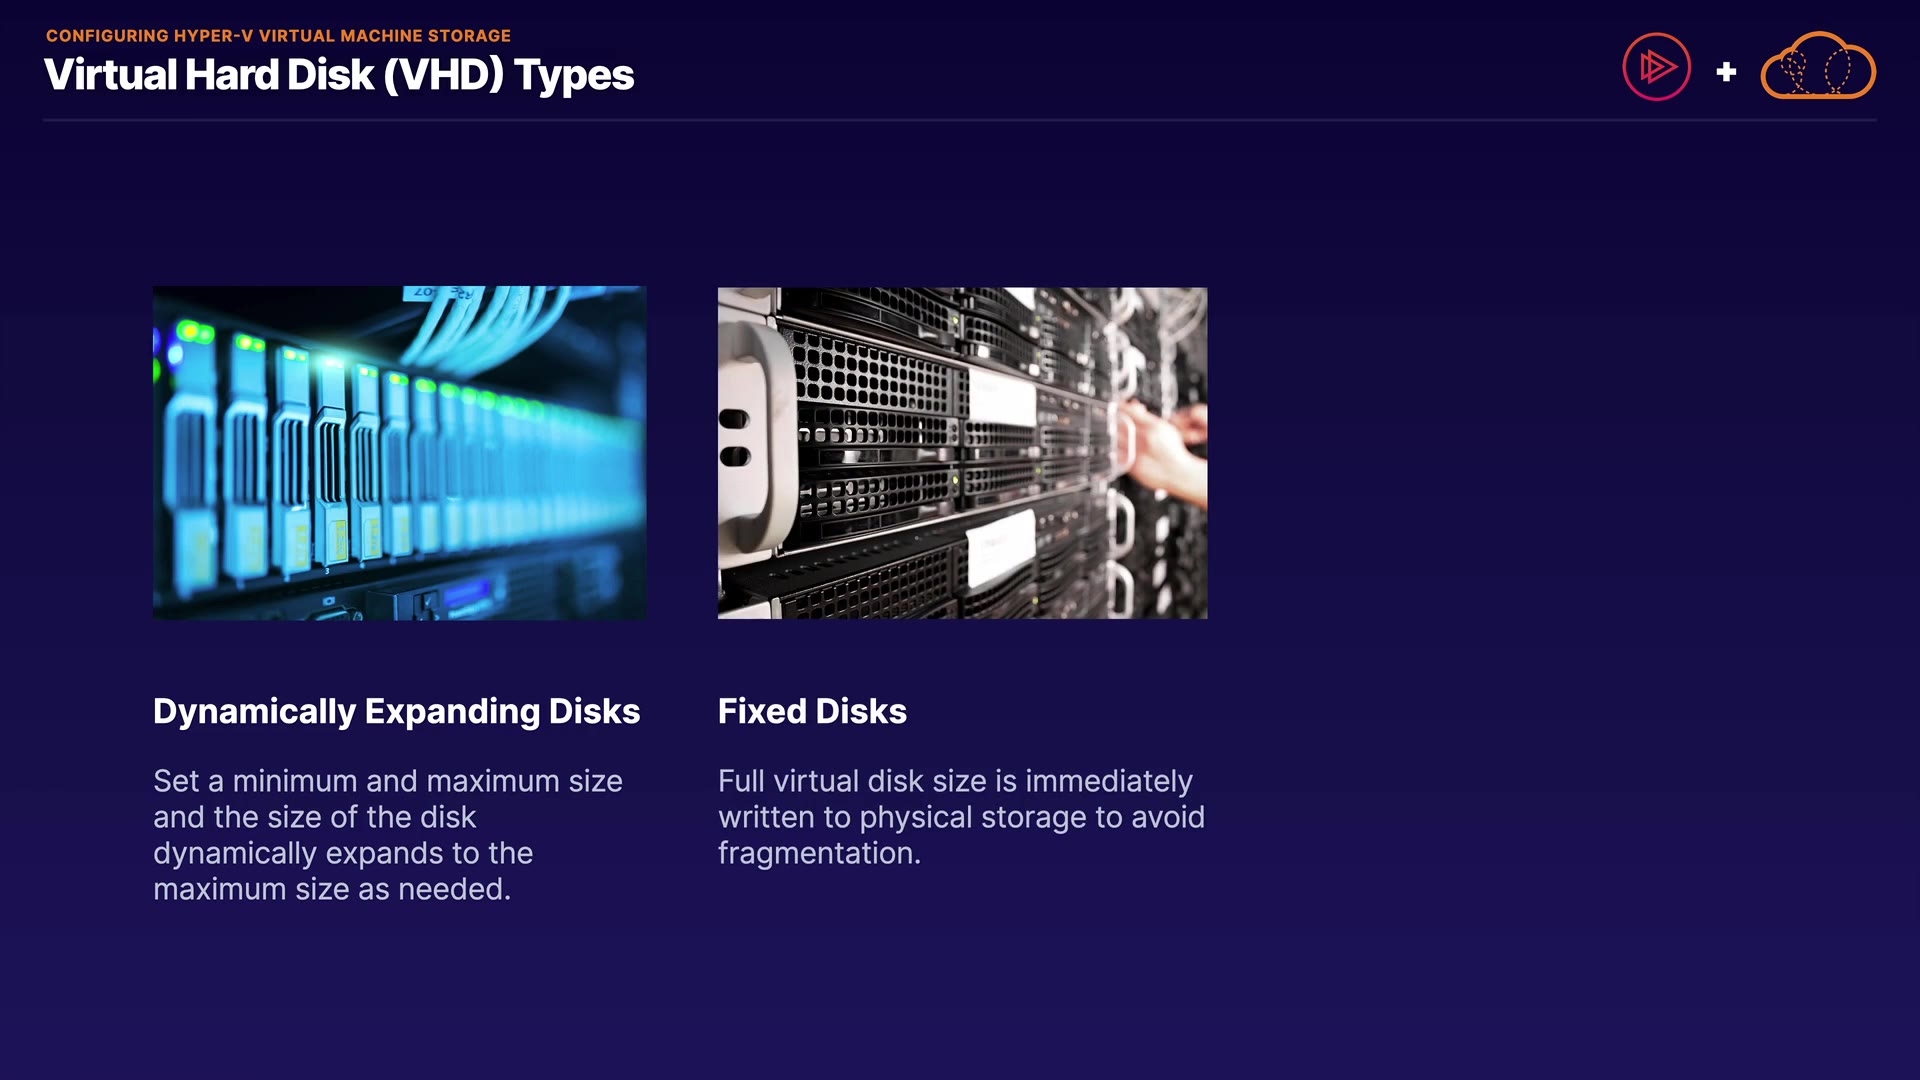 CONFIGURING HYPER-V VIRTUAL MACHINE STORAGE
Virtual Hard Disk (VHD) Types
Dynamically Expanding Disks
Set a minimum and maximum size
and the size of the disk
dynamically expands to the
maximum size as needed.
Fixed Disks
Full virtual disk size is immediately
written to physical storage to avoid
fragmentation.